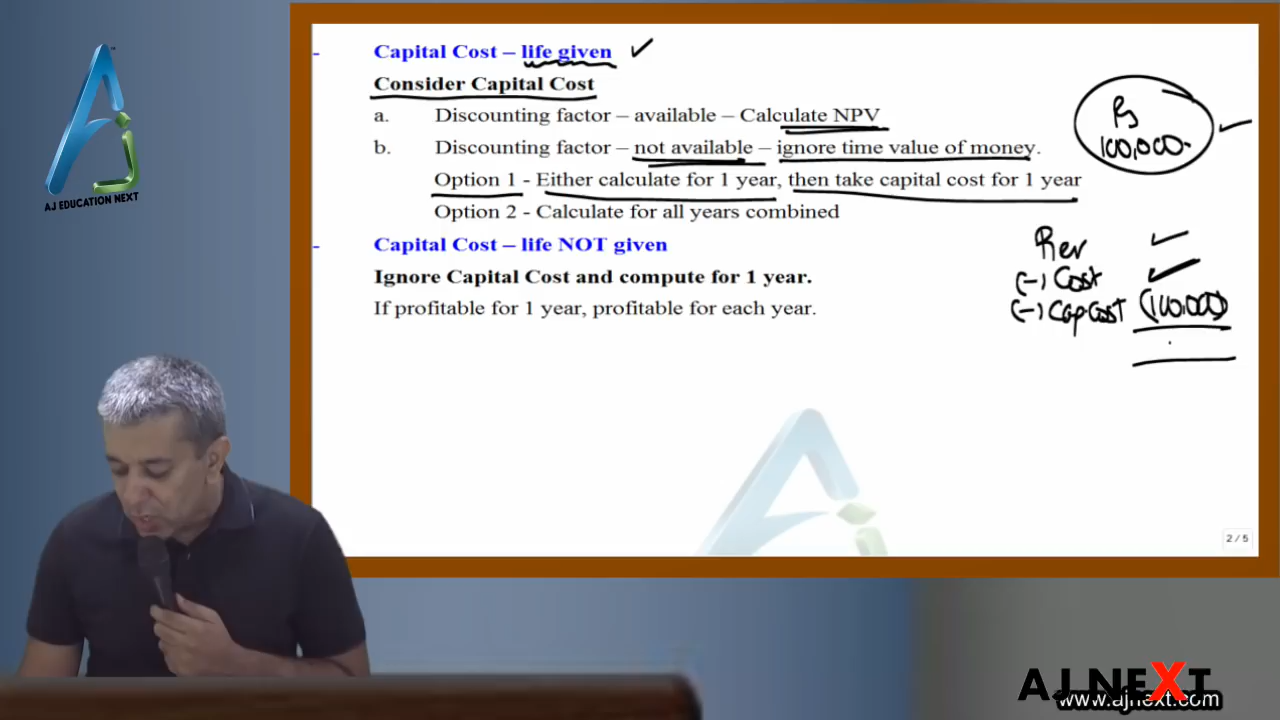 - Capital Cost – life given ✓
Consider Capital Cost
a. Discounting factor – available – Calculate NPV
b. Discounting factor – not available – ignore time value of money.
Option 1 - Either calculate for 1 year, then take capital cost for 1 year
Option 2 - Calculate for all years combined
- Capital Cost – life NOT given
Ignore Capital Cost and compute for 1 year.
If profitable for 1 year, profitable for each year.
Rs
100,000 ✓
Rev ✓
(-) Cost ✓
(-) Cap Cost (100,000)
2 / 5
AJ EDUCATION NEXT
AJ NEXT
www.ajnext.com